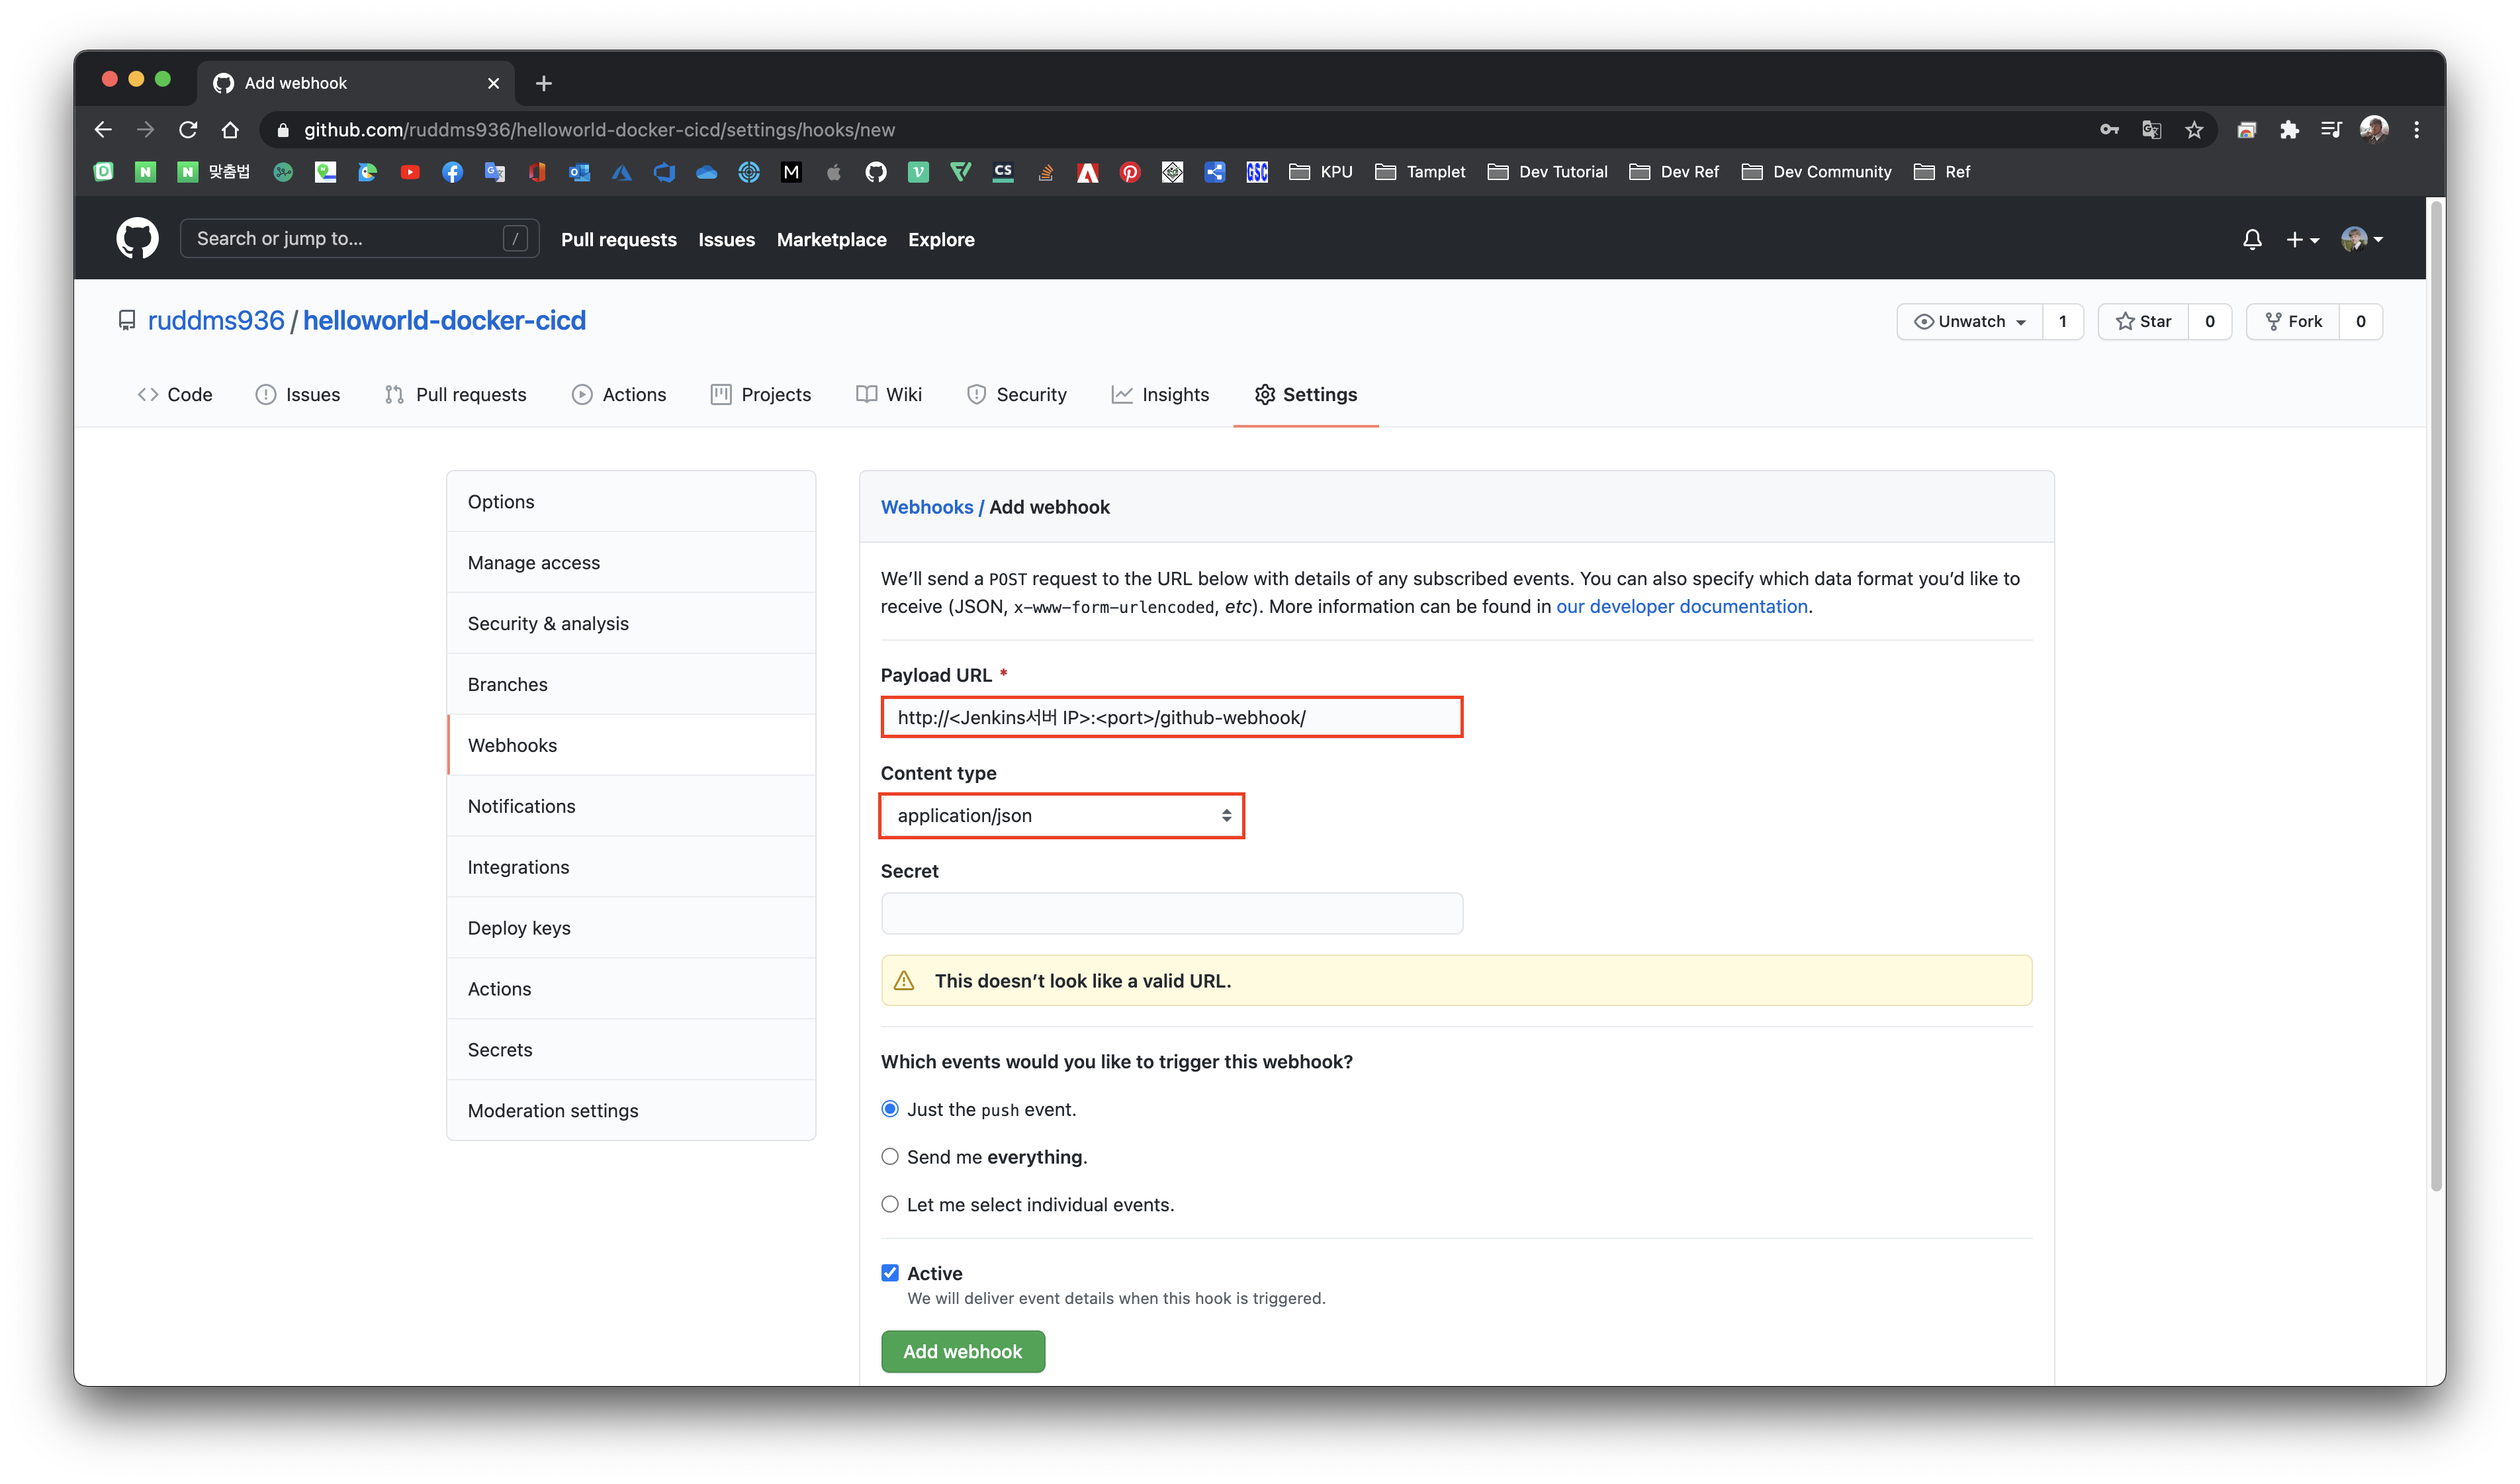 Add webhook
github.com/ruddms936/helloworld-docker-cicd/settings/hooks/new
맞춤법
M
CS
GSC
KPU
Tamplet
Dev Tutorial
Dev Ref
Dev Community
Ref
Search or jump to...
/
Pull requests
Issues
Marketplace
Explore
ruddms936 / helloworld-docker-cicd
Unwatch 1
Star 0
Fork 0
Code
Issues
Pull requests
Actions
Projects
Wiki
Security
Insights
Settings
Options
Manage access
Security & analysis
Branches
Webhooks
Notifications
Integrations
Deploy keys
Actions
Secrets
Moderation settings
Webhooks / Add webhook
We’ll send a POST request to the URL below with details of any subscribed events. You can also specify which data format you’d like to
receive (JSON, x-www-form-urlencoded, etc). More information can be found in our developer documentation.
Payload URL *
http://<Jenkins서버 IP>:<port>/github-webhook/
Content type
application/json
Secret
This doesn’t look like a valid URL.
Which events would you like to trigger this webhook?
Just the push event.
Send me everything.
Let me select individual events.
Active
We will deliver event details when this hook is triggered.
Add webhook